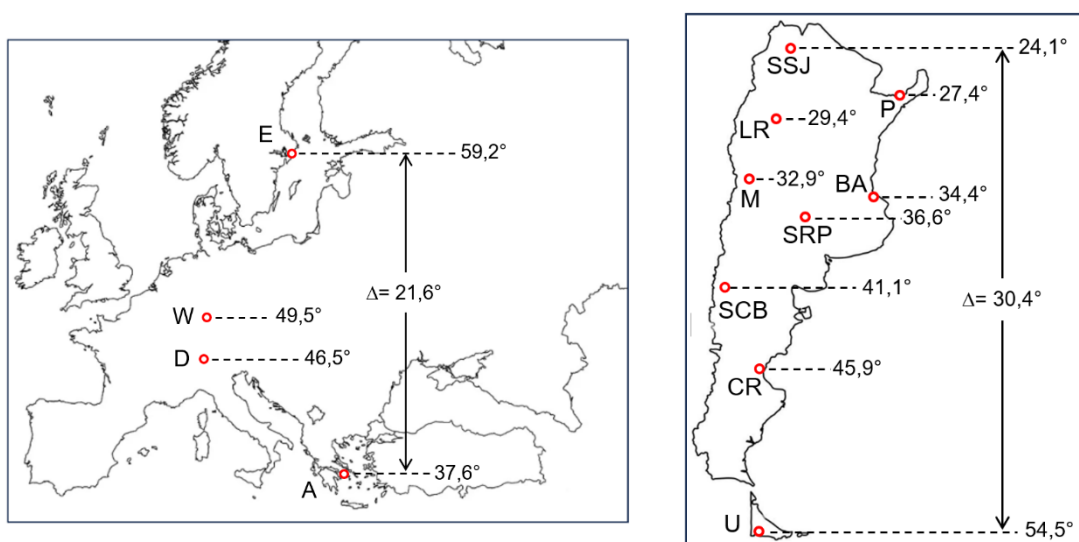 E 59,2°
Δ= 21,6°
W 49,5°
D 46,5°
A 37,6°
SSJ 24,1°
P 27,4°
LR 29,4°
M 32,9°
BA 34,4°
SRP 36,6°
SCB 41,1°
Δ= 30,4°
CR 45,9°
U 54,5°